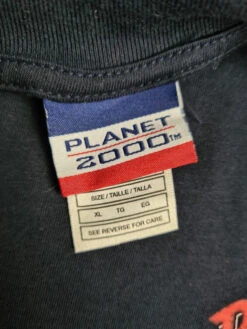 PLANET
2000™
SIZE / TAILLE / TALLA
XL TG EG
SEE REVERSE FOR CARE